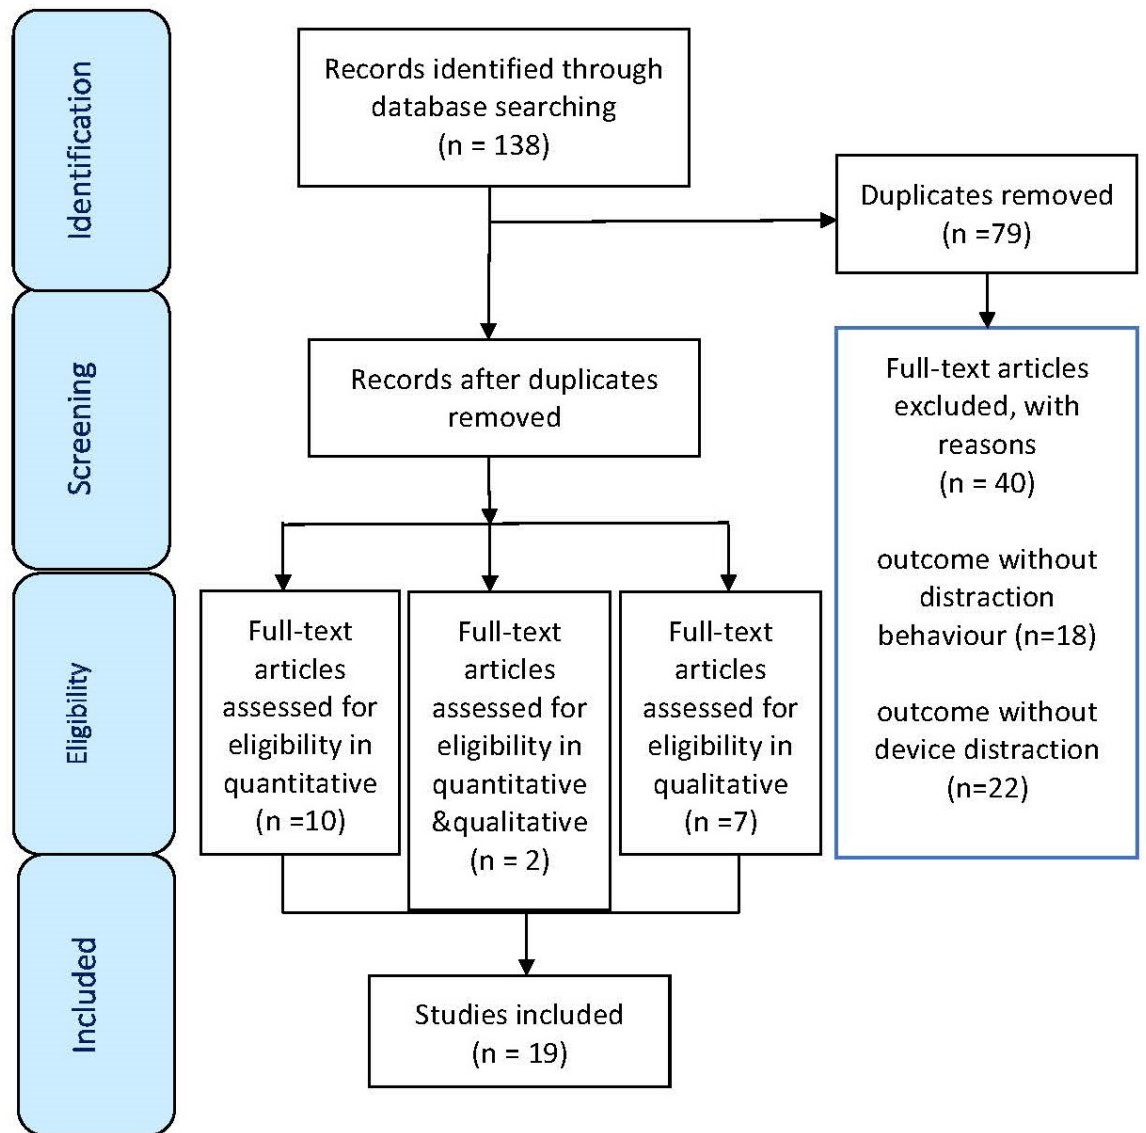 Identification
Records identified through
database searching
(n = 138)
Duplicates removed
(n =79)
Screening
Records after duplicates
removed
Full-text articles
excluded, with
reasons
(n = 40)
outcome without
distraction
behaviour (n=18)
outcome without
device distraction
(n=22)
Eligibility
Full-text
articles
assessed for
eligibility in
quantitative
(n =10)
Full-text
articles
assessed for
eligibility in
quantitative
&qualitative
(n = 2)
Full-text
articles
assessed for
eligibility in
qualitative
(n =7)
Included
Studies included
(n = 19)